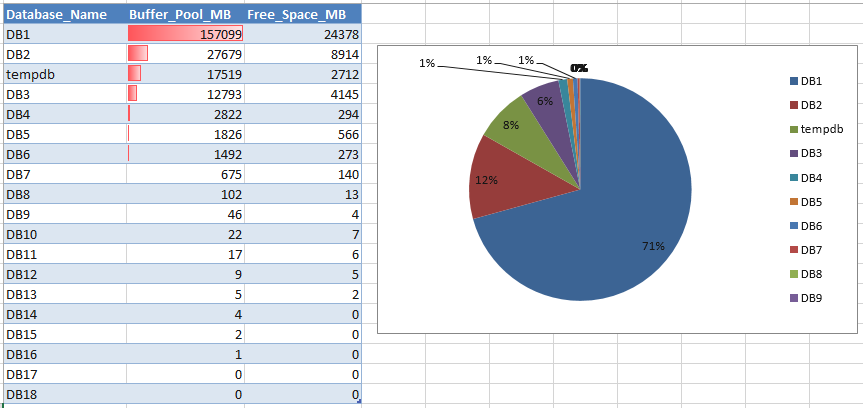 Database_Name Buffer_Pool_MB Free_Space_MB
DB1 157099 24378
DB2 27679 8914
tempdb 17519 2712
DB3 12793 4145
DB4 2822 294
DB5 1826 566
DB6 1492 273
DB7 675 140
DB8 102 13
DB9 46 4
DB10 22 7
DB11 17 6
DB12 9 5
DB13 5 2
DB14 4 0
DB15 2 0
DB16 1 0
DB17 0 0
DB18 0 0
1% 1% 1% 0%
6%
8%
12%
71%
DB1
DB2
tempdb
DB3
DB4
DB5
DB6
DB7
DB8
DB9